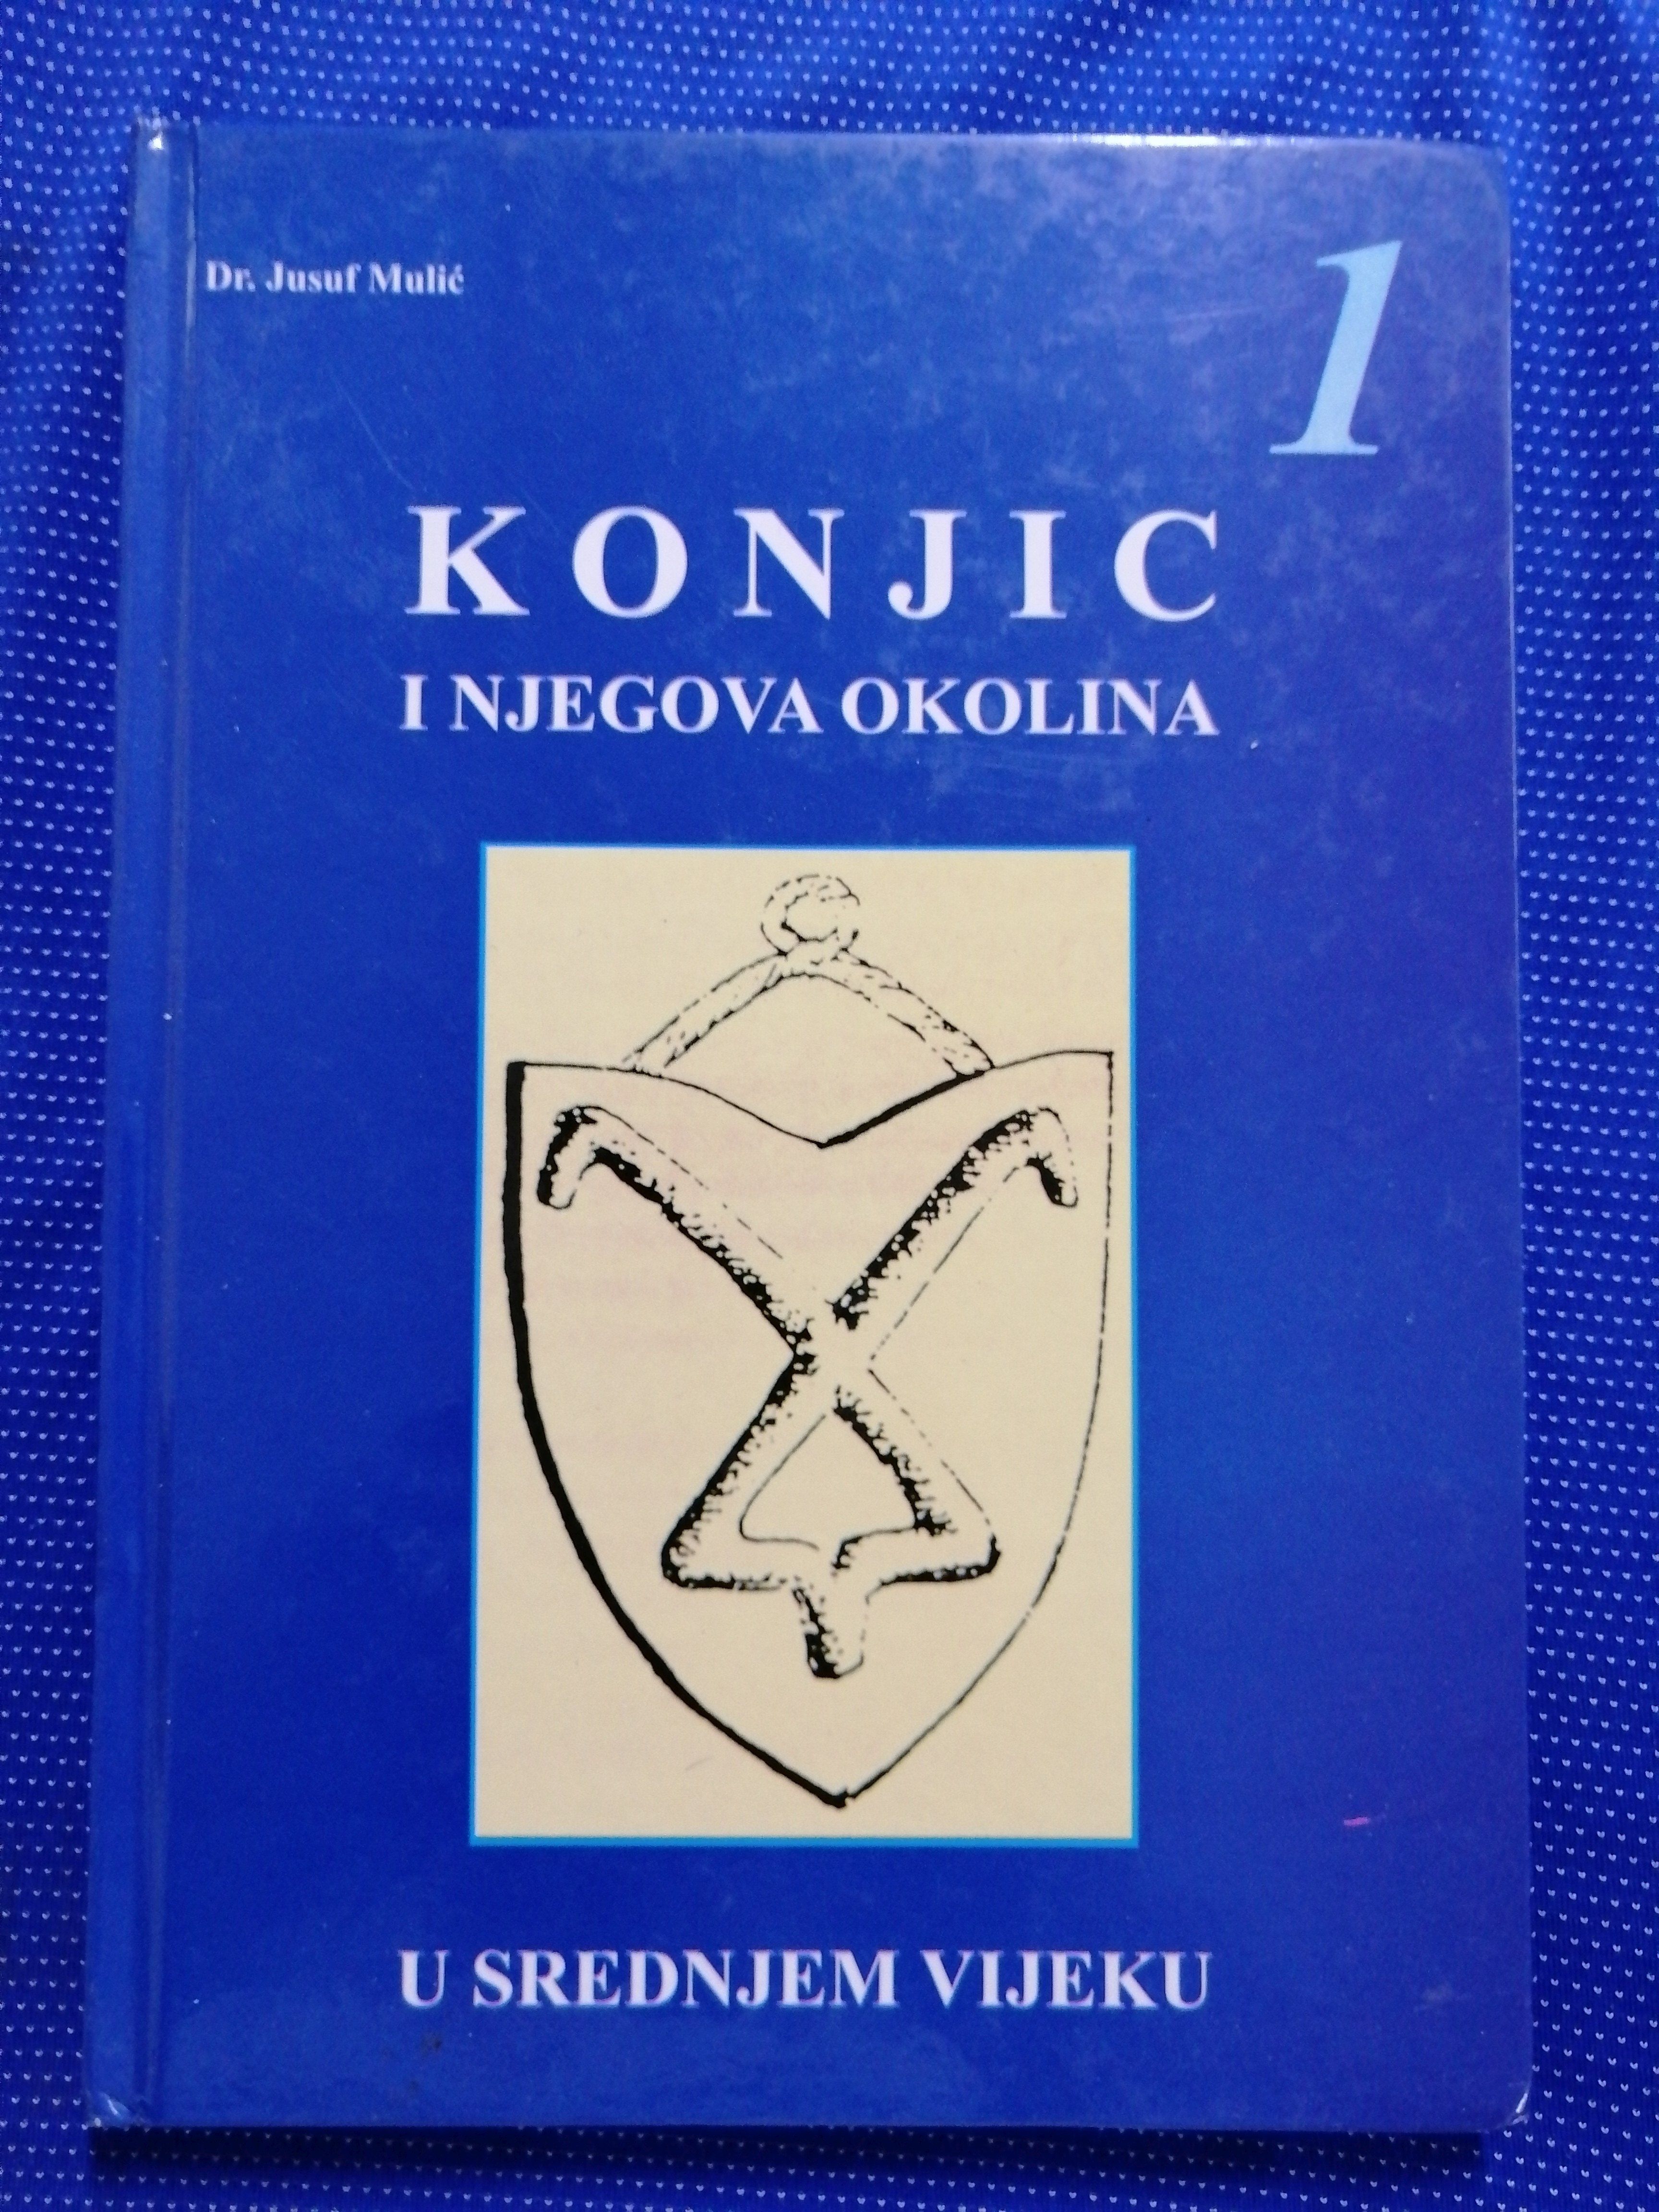 Dr. Jusuf Mulić
1
KONJIC
I NJEGOVA OKOLINA
U SREDNJEM VIJEKU